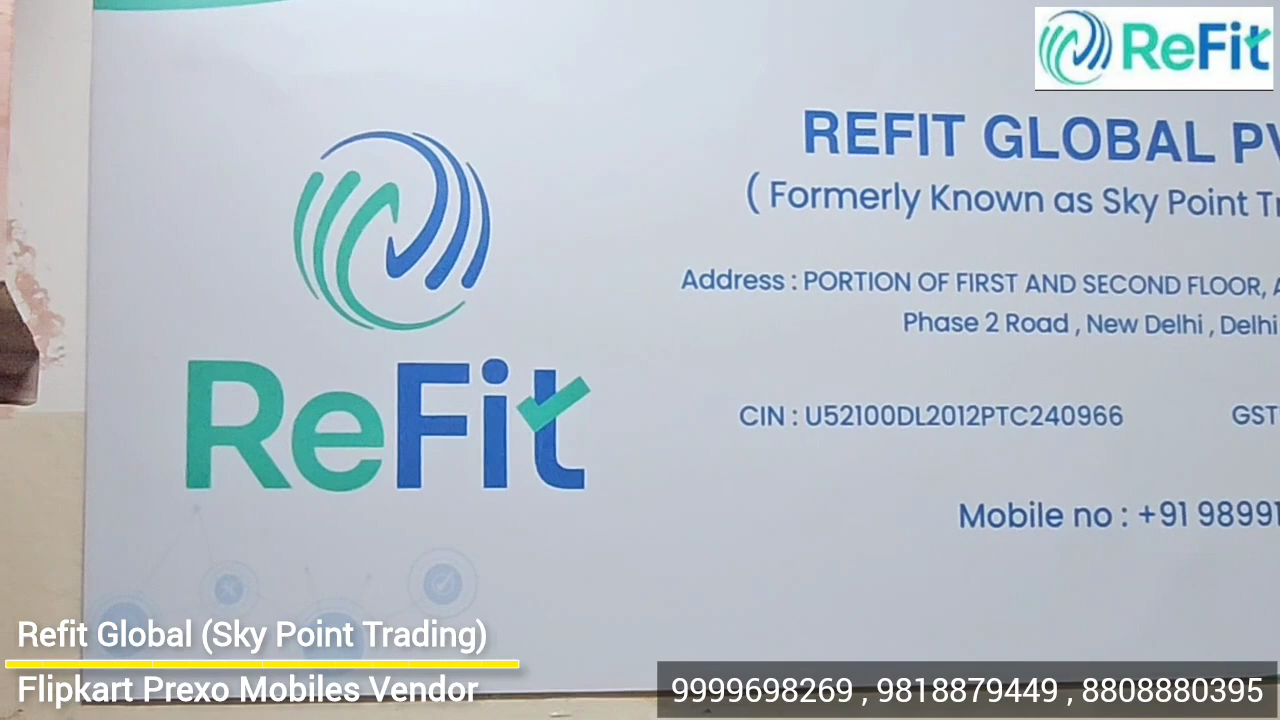 ReFit
REFIT GLOBAL
( Formerly Known as Sky Point
Address : PORTION OF FIRST AND SECOND FLOOR,
Phase 2 Road , New Delhi , Delhi
CIN : U52100DL2012PTC240966 GST
Mobile no : +91 98991
ReFit
Refit Global (Sky Point Trading)
Flipkart Prexo Mobiles Vendor
9999698269 , 9818879449 , 8808880395